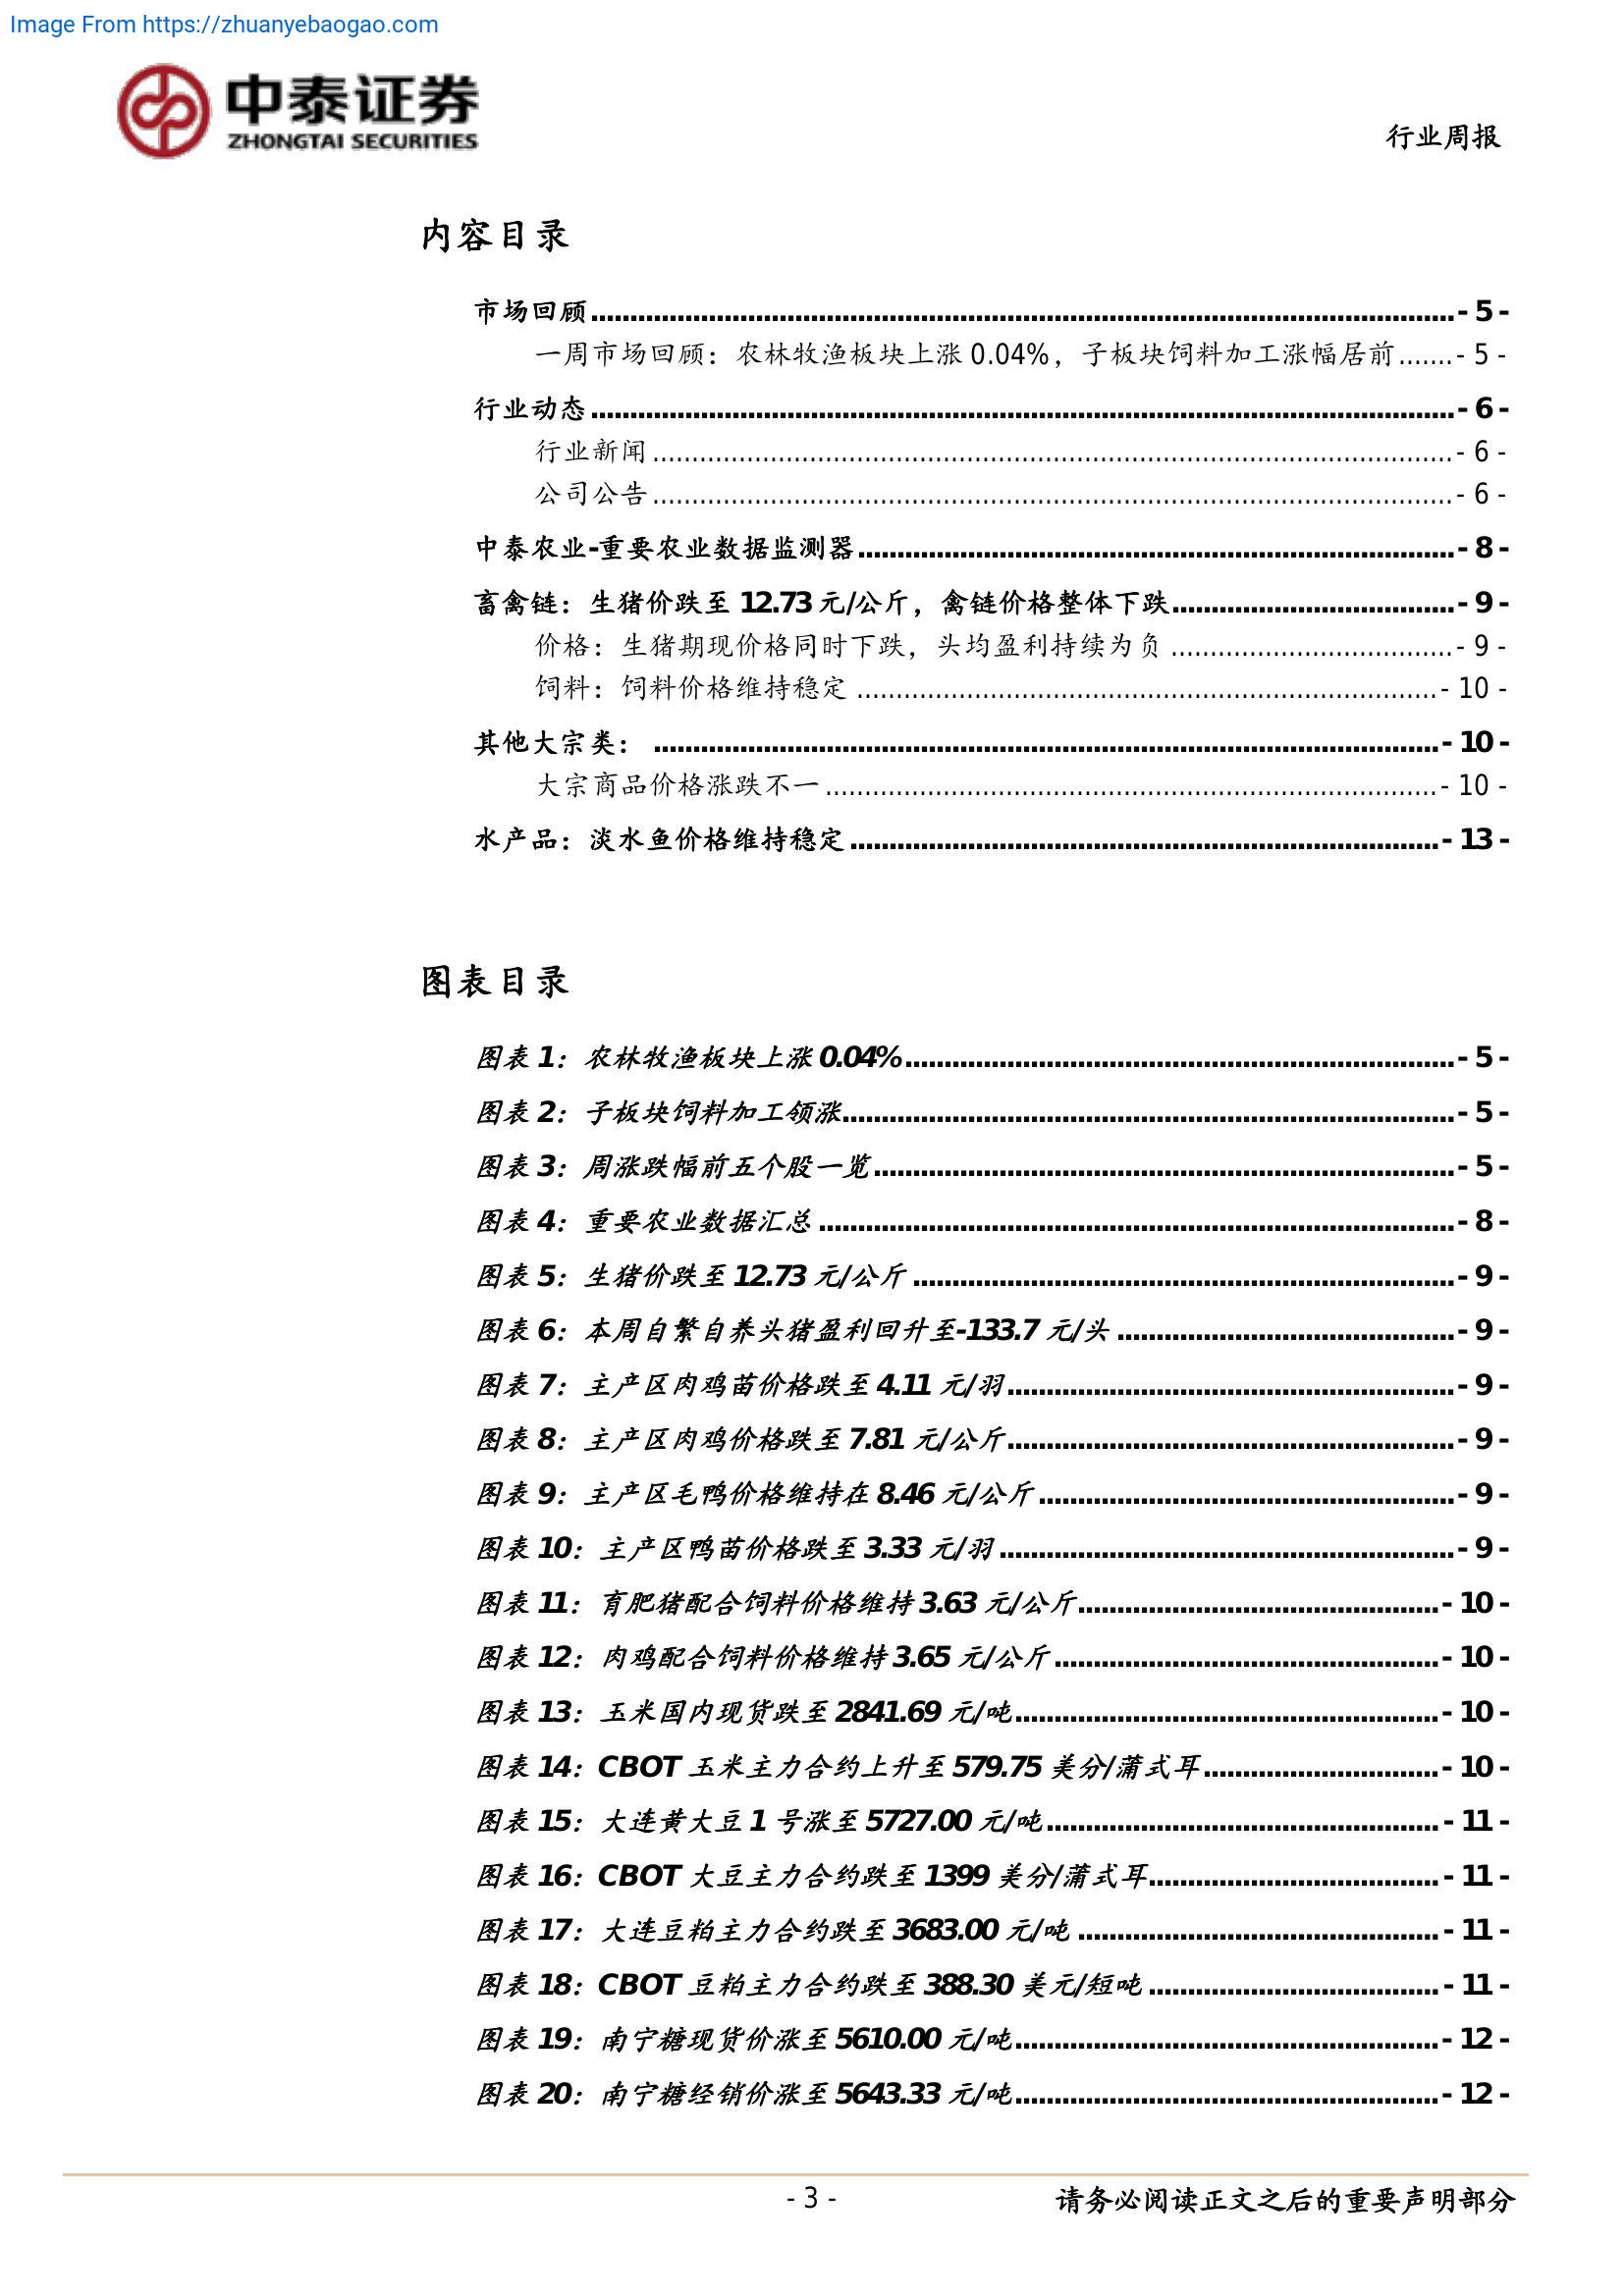 Image From https://zhuanyebaogao.com
中泰证券
ZHONGTAI SECURITIES
行业周报
内容目录
市场回顾 - 5 -
一周市场回顾：农林牧渔板块上涨 0.04%，子板块饲料加工涨幅居前 - 5 -
行业动态 - 6 -
行业新闻 - 6 -
公司公告 - 6 -
中泰农业-重要农业数据监测器 - 8 -
畜禽链：生猪价跌至 12.73 元/公斤，禽链价格整体下跌 - 9 -
价格：生猪期现价格同时下跌，头均盈利持续为负 - 9 -
饲料：饲料价格维持稳定 - 10 -
其他大宗类： - 10 -
大宗商品价格涨跌不一 - 10 -
水产品：淡水鱼价格维持稳定 - 13 -
图表目录
图表 1：农林牧渔板块上涨 0.04% - 5 -
图表 2：子板块饲料加工领涨 - 5 -
图表 3：周涨跌幅前五个股一览 - 5 -
图表 4：重要农业数据汇总 - 8 -
图表 5：生猪价跌至 12.73 元/公斤 - 9 -
图表 6：本周自繁自养头猪盈利回升至-133.7 元/头 - 9 -
图表 7：主产区肉鸡苗价格跌至 4.11 元/羽 - 9 -
图表 8：主产区肉鸡价格跌至 7.81 元/公斤 - 9 -
图表 9：主产区毛鸭价格维持在 8.46 元/公斤 - 9 -
图表 10：主产区鸭苗价格跌至 3.33 元/羽 - 9 -
图表 11：育肥猪配合饲料价格维持 3.63 元/公斤 - 10 -
图表 12：肉鸡配合饲料价格维持 3.65 元/公斤 - 10 -
图表 13：玉米国内现货跌至 2841.69 元/吨 - 10 -
图表 14：CBOT 玉米主力合约上升至 579.75 美分/蒲式耳 - 10 -
图表 15：大连黄大豆 1 号涨至 5727.00 元/吨 - 11 -
图表 16：CBOT 大豆主力合约跌至 1399 美分/蒲式耳 - 11 -
图表 17：大连豆粕主力合约跌至 3683.00 元/吨 - 11 -
图表 18：CBOT 豆粕主力合约跌至 388.30 美元/短吨 - 11 -
图表 19：南宁糖现货价涨至 5610.00 元/吨 - 12 -
图表 20：南宁糖经销价涨至 5643.33 元/吨 - 12 -
- 3 -
请务必阅读正文之后的重要声明部分